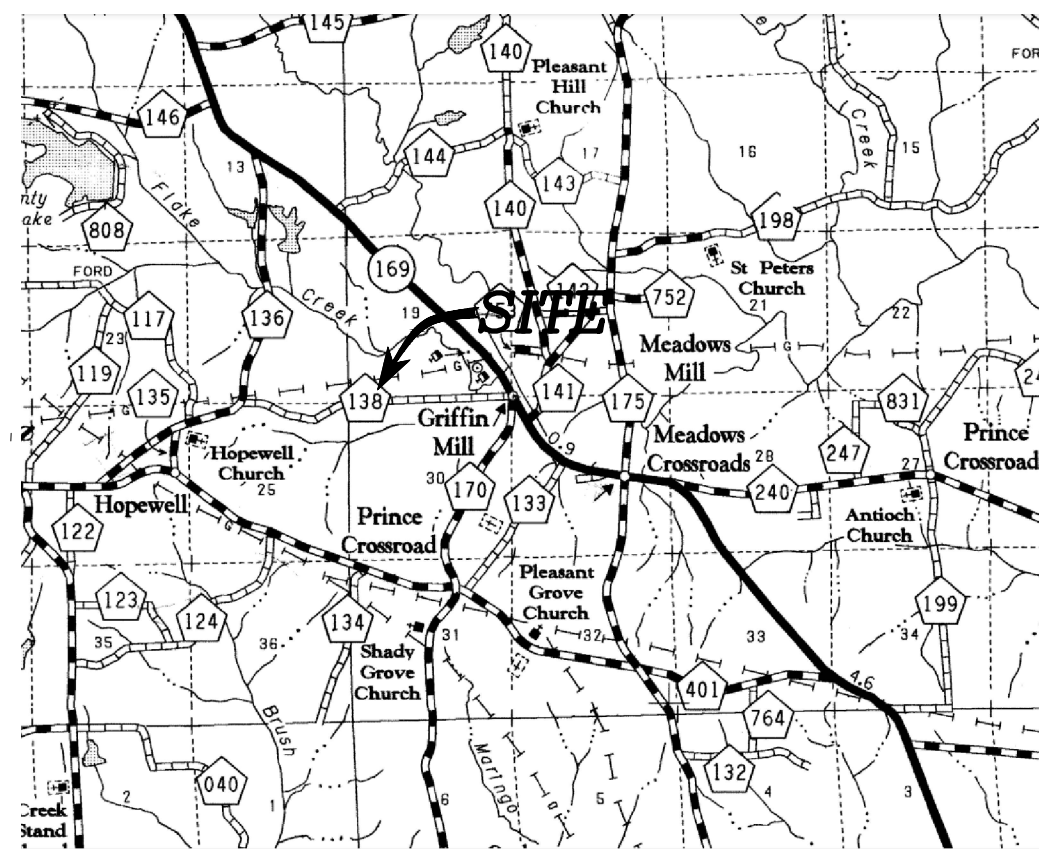 145
140
Pleasant
Hill
Church
FOR
146
Creek
15
16
17
144
13
143
nty
ake
Flake
140
198
808
St Peters
Church
169
FORD
752
21
22
SITE
19
Creek
117
136
23
Meadows
Mill
G
119
135
G
138
G
141
175
831
24
Griffin
Mill
0.9
Meadows
Crossroads
28
247
Prince
Crossroad
27
Hopewell
Church
25
30
170
133
240
Hopewell
G
122
Prince
Crossroad
Antioch
Church
Pleasant
Grove
Church
123
124
134
199
35
36
31
32
33
34
Shady
Grove
Church
401
4.6
764
Brush
Maringo
040
132
2
1
6
G
5
4
3
Creek
Stand